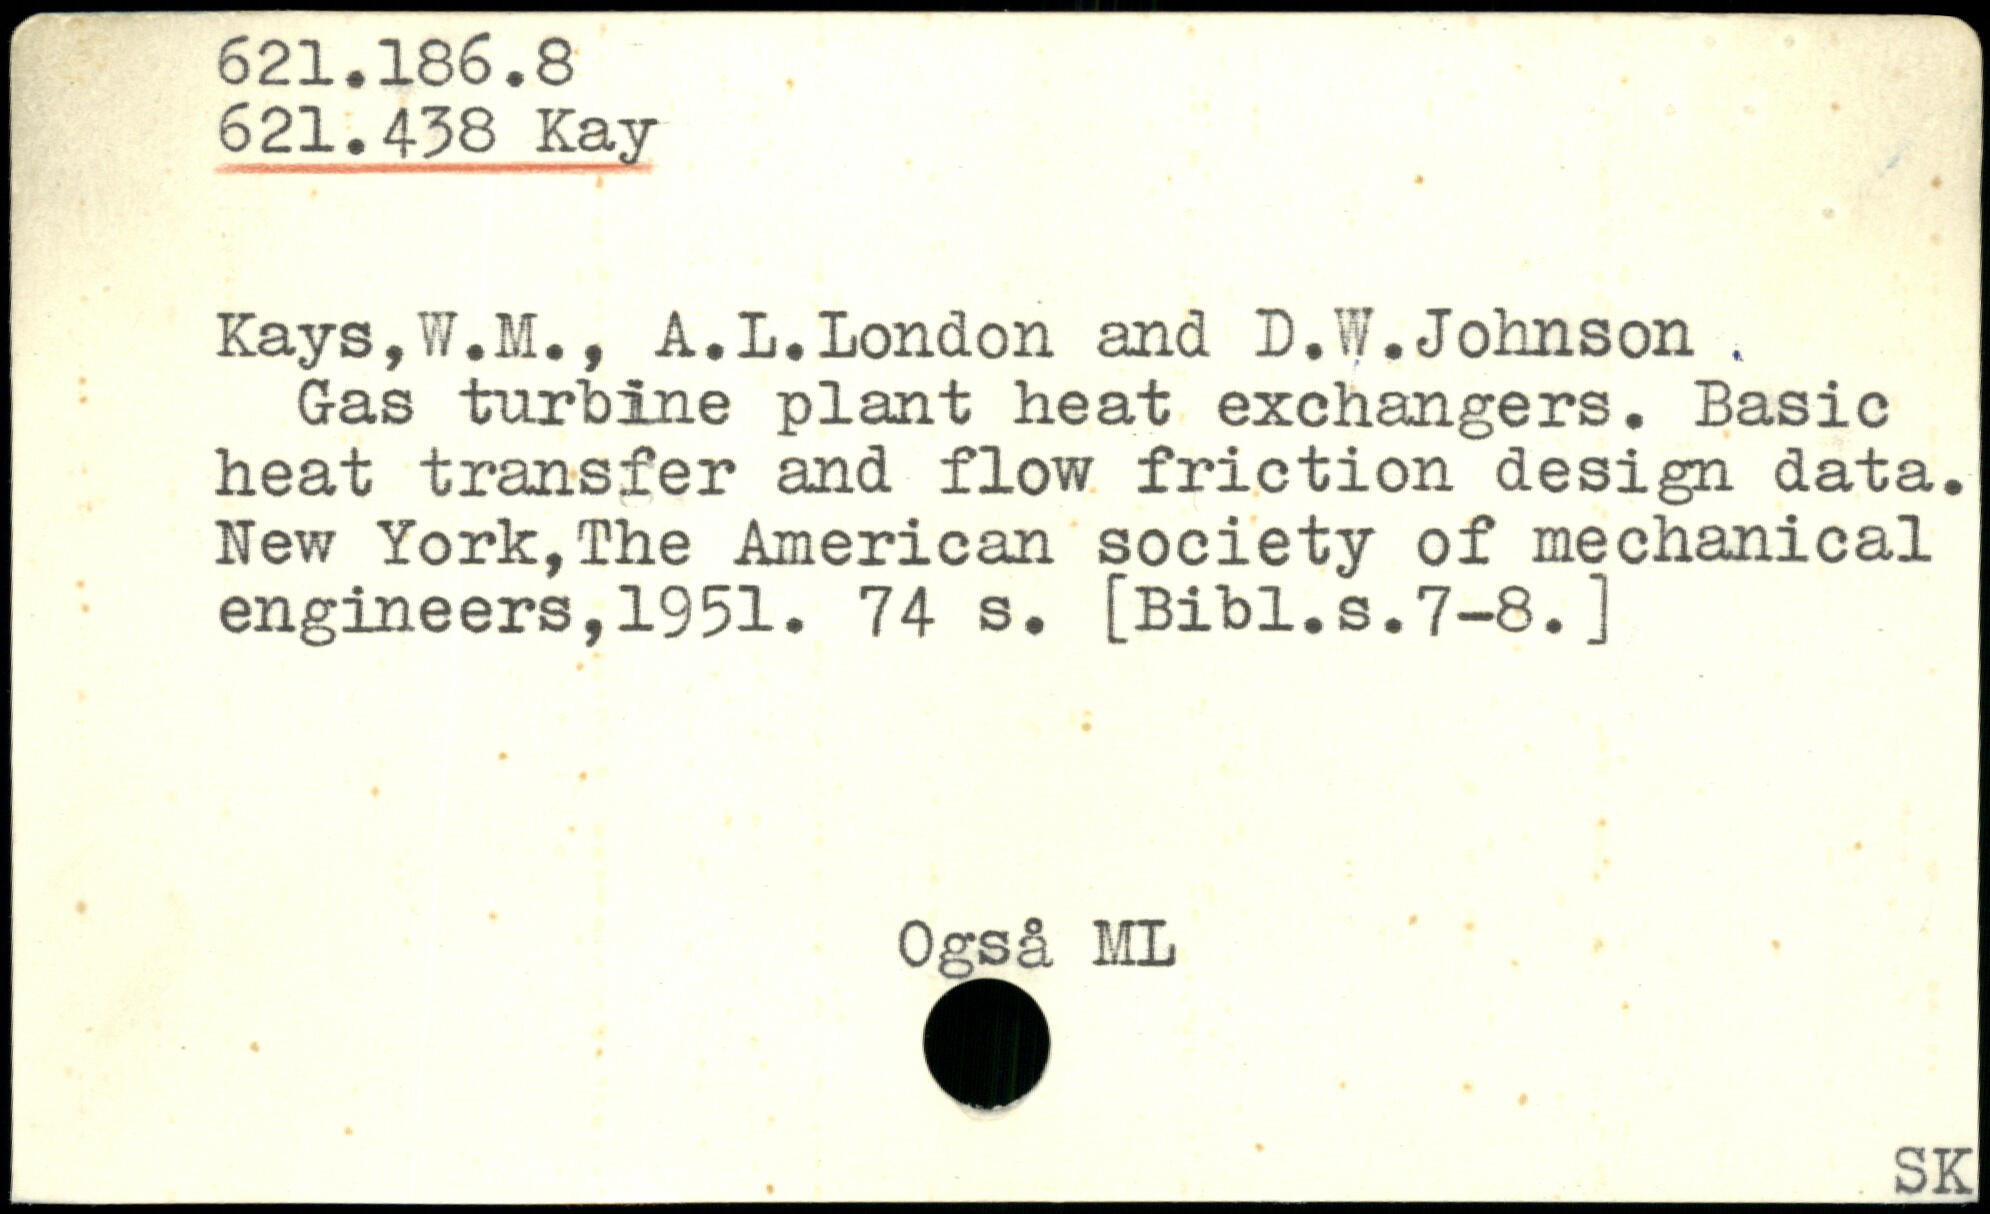 621.186.8
621.438 Kay
Kays,W.M., A.L.London and D.W.Johnson
Gas turbine plant heat exchangers. Basic
heat transfer and flow friction design data.
New York,The American society of mechanical
engineers,1951. 74 s. [Bibl.s.7-8.]
Også ML
SK